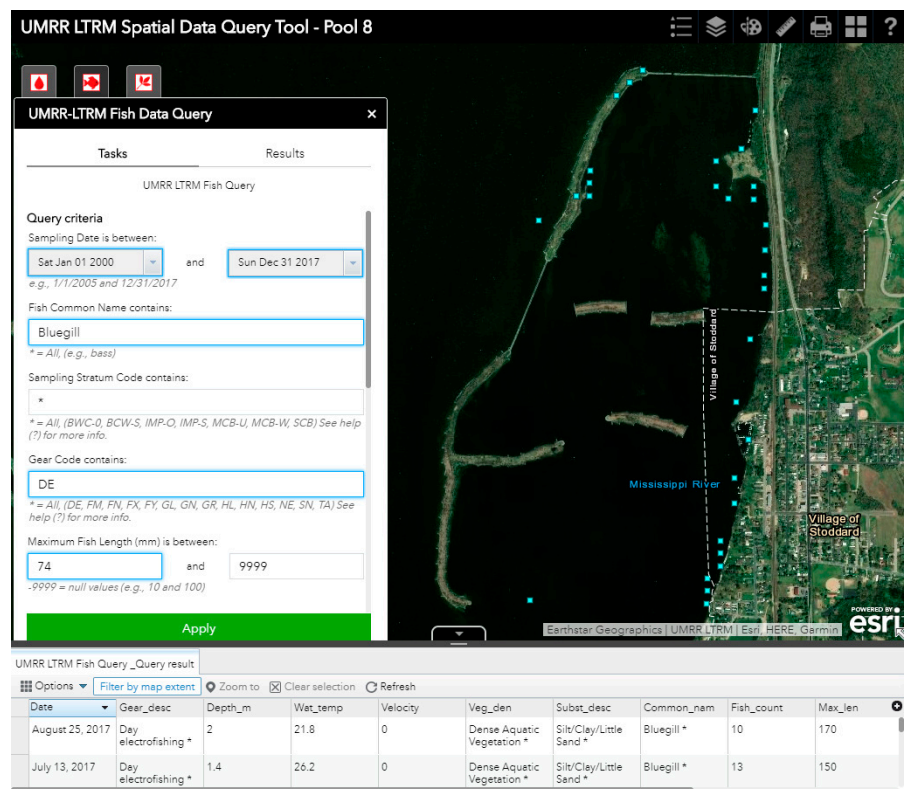 UMRR LTRM Spatial Data Query Tool - Pool 8
?
UMRR-LTRM Fish Data Query
×
Tasks
Results
UMRR LTRM Fish Query
Query criteria
Sampling Date is between:
Sat Jan 01 2000
and
Sun Dec 31 2017
e.g., 1/1/2005 and 12/31/2017
Fish Common Name contains:
Bluegill
* = All, (e.g., bass)
Sampling Stratum Code contains:
*
* = All, (BWC-0, BCW-S, IMP-O, IMP-S, MCB-U, MCB-W, SCB) See help
(?) for more info.
Gear Code contains:
DE
* = All, (DE, FM, FN, FX, FY, GL, GN, GR, HL, HN, HS, NE, SN, TA) See
help (?) for more info.
Maximum Fish Length (mm) is between:
74
and
9999
-9999 = null values (e.g., 10 and 100)
Apply
Village of Stoddard
Mississippi River
Village of
Stoddard
POWERED BY
esri
Earthstar Geographics | UMRR LTRM | Esri, HERE, Garmin
UMRR LTRM Fish Query _Query result
Options Filter by map extent Zoom to Clear selection Refresh
Date Gear_desc Depth_m Wat_temp Velocity Veg_den Subst_desc Common_nam Fish_count Max_len
August 25, 2017 Day 2 21.8 0 Dense Aquatic Silt/Clay/Little Bluegill * 10 170
electrofishing * Vegetation * Sand *
July 13, 2017 Day 1.4 26.2 0 Dense Aquatic Silt/Clay/Little Bluegill * 13 150
electrofishing * Vegetation * Sand *